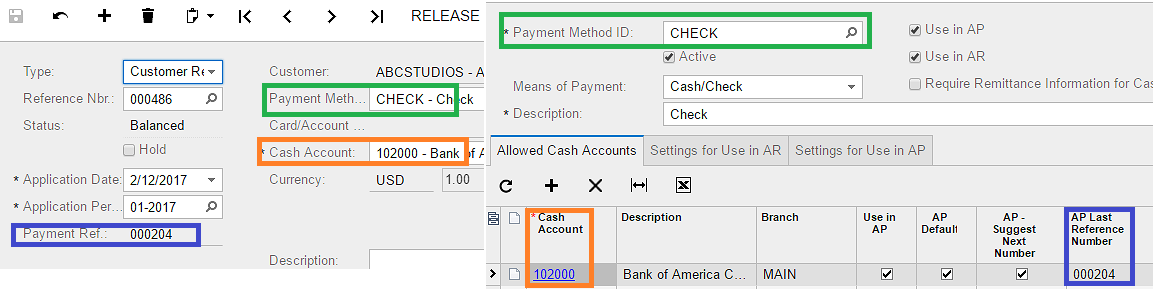 RELEASE
Type:
Customer Re
Reference Nbr.:
000486
Status:
Balanced
Hold
* Application Date:
2/12/2017
* Application Per...
01-2017
Payment Ref.:
000204
Customer:
ABCSTUDIOS - A
Payment Meth...
CHECK - Check
Card/Account ...
* Cash Account:
102000 - Bank of A
Currency:
USD
1.00
Description:
* Payment Method ID:
CHECK
Active
Means of Payment:
Cash/Check
* Description:
Check
Use in AP
Use in AR
Require Remittance Information for Cas
Allowed Cash Accounts
Settings for Use in AR
Settings for Use in AP
* Cash
Account
Description
Branch
Use in
AP
AP
Default
AP -
Suggest
Next
Number
AP Last
Reference
Number
102000
Bank of America C...
MAIN
000204